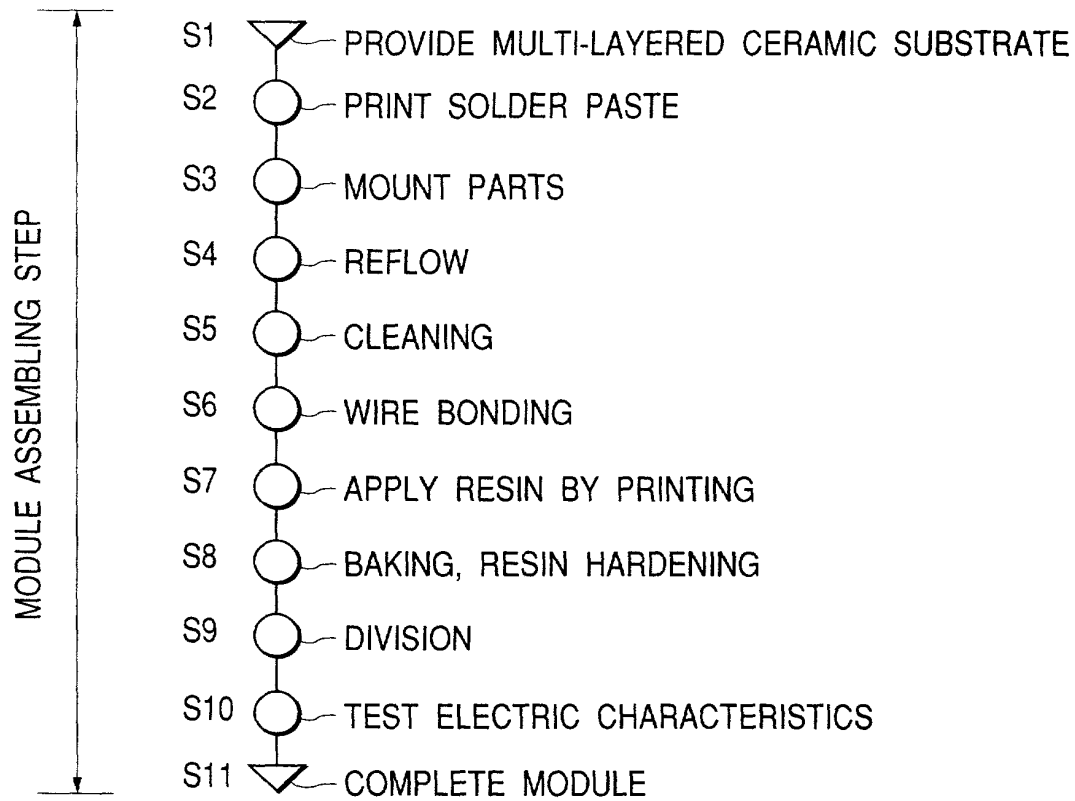 MODULE ASSEMBLING STEP
S1 PROVIDE MULTI-LAYERED CERAMIC SUBSTRATE
S2 PRINT SOLDER PASTE
S3 MOUNT PARTS
S4 REFLOW
S5 CLEANING
S6 WIRE BONDING
S7 APPLY RESIN BY PRINTING
S8 BAKING, RESIN HARDENING
S9 DIVISION
S10 TEST ELECTRIC CHARACTERISTICS
S11 COMPLETE MODULE